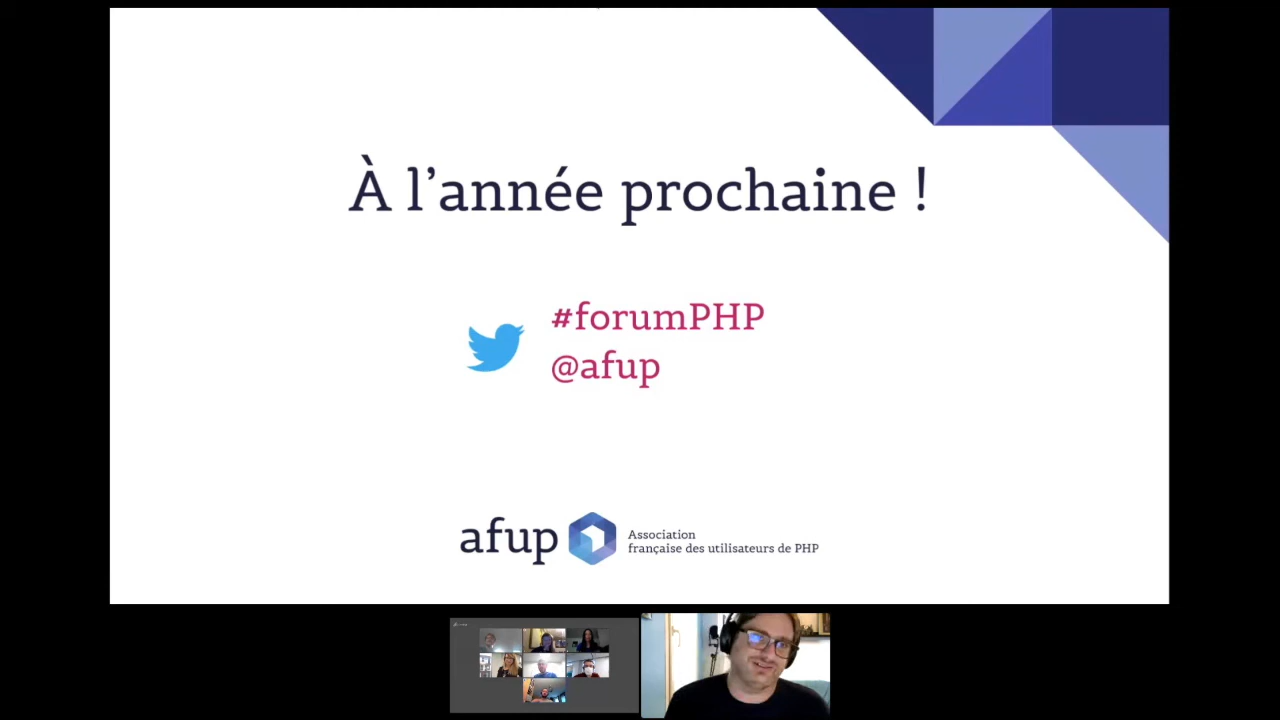 À l’année prochaine !
#forumPHP
@afup
afup
Association
française des utilisateurs de PHP